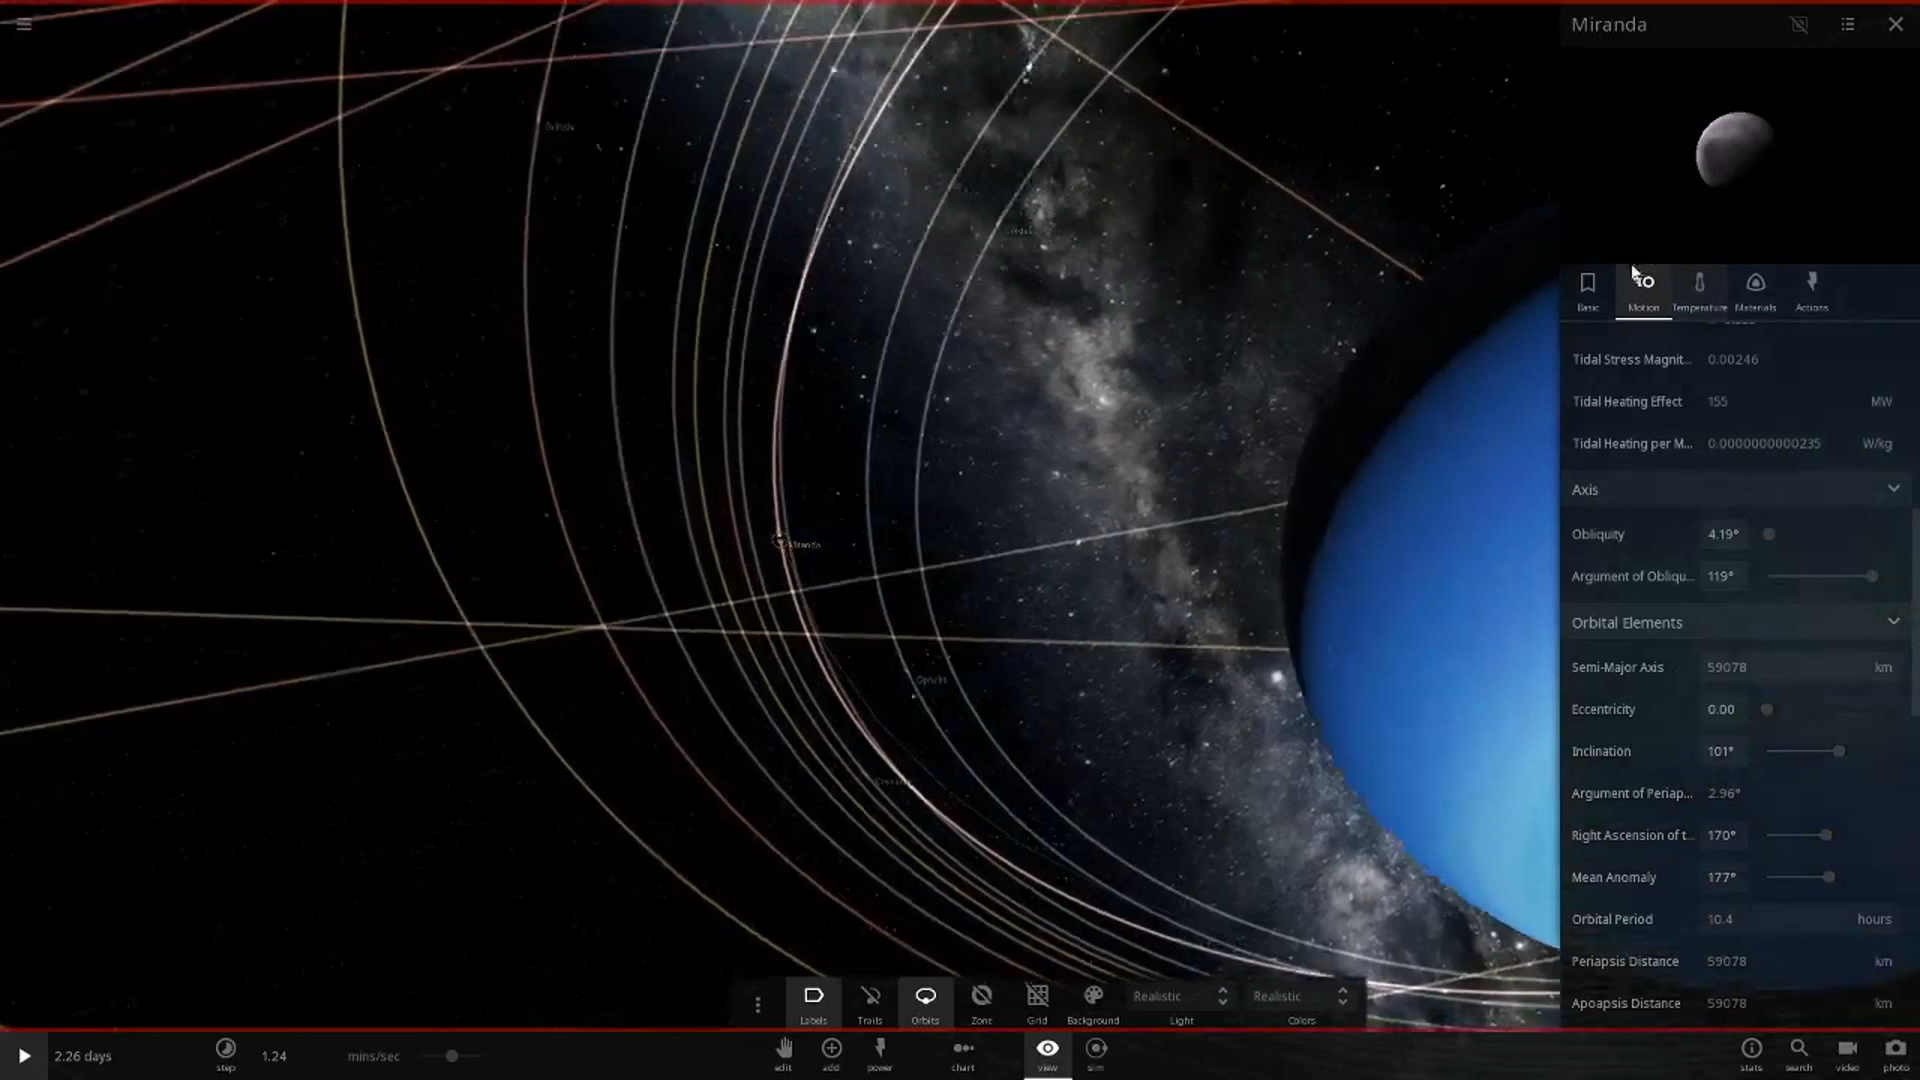 Miranda
Basic
Motion
Temperature
Materials
Actions
Tidal Stress Magnit... 0.00246
Tidal Heating Effect 155 MW
Tidal Heating per M... 0.0000000000235 W/kg
Axis
Obliquity 4.19°
Argument of Obliqu... 119°
Orbital Elements
Semi-Major Axis 59078 km
Eccentricity 0.00
Inclination 101°
Argument of Periap... 2.96°
Right Ascension of t... 170°
Mean Anomaly 177°
Orbital Period 10.4 hours
Periapsis Distance 59078 km
Apoapsis Distance 59078 km
Miranda
Labels
Trails
Orbits
Zone
Grid
Background
Realistic
Light
Realistic
Colors
2.26 days
step
1.24 mins/sec
edit
add
power
chart
view
sim
stats
search
video
photo